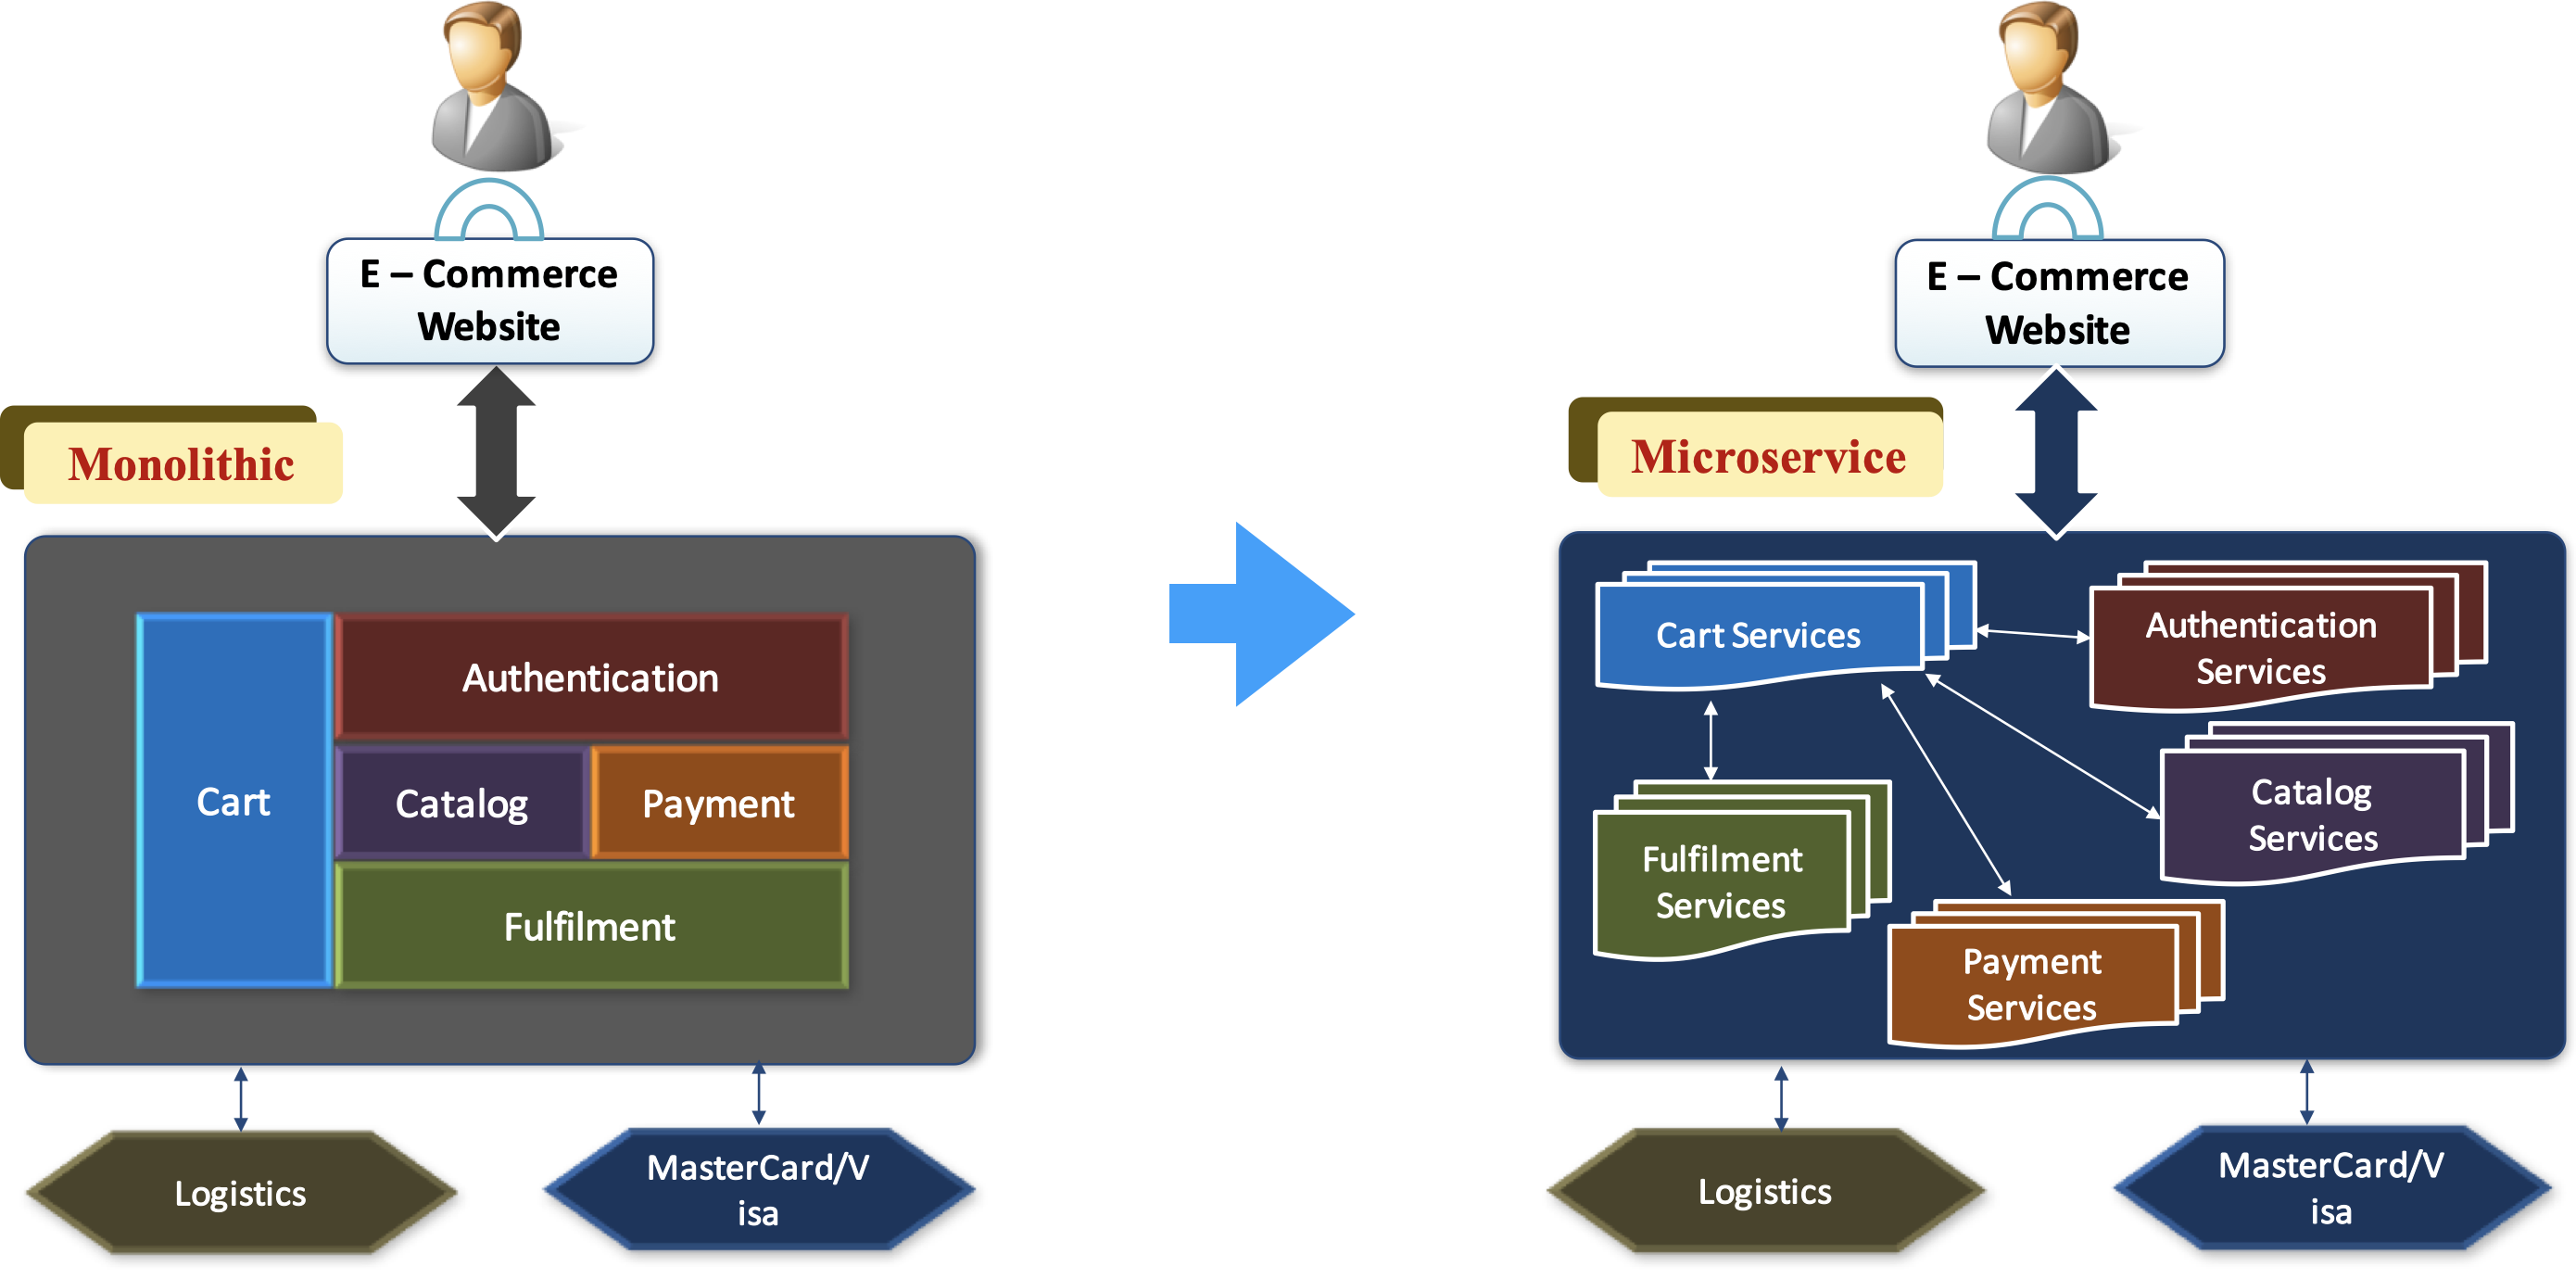 E – Commerce
Website
Monolithic
Cart
Authentication
Catalog
Payment
Fulfilment
Logistics
MasterCard/V
isa
E – Commerce
Website
Microservice
Cart Services
Authentication
Services
Catalog
Services
Fulfilment
Services
Payment
Services
Logistics
MasterCard/V
isa